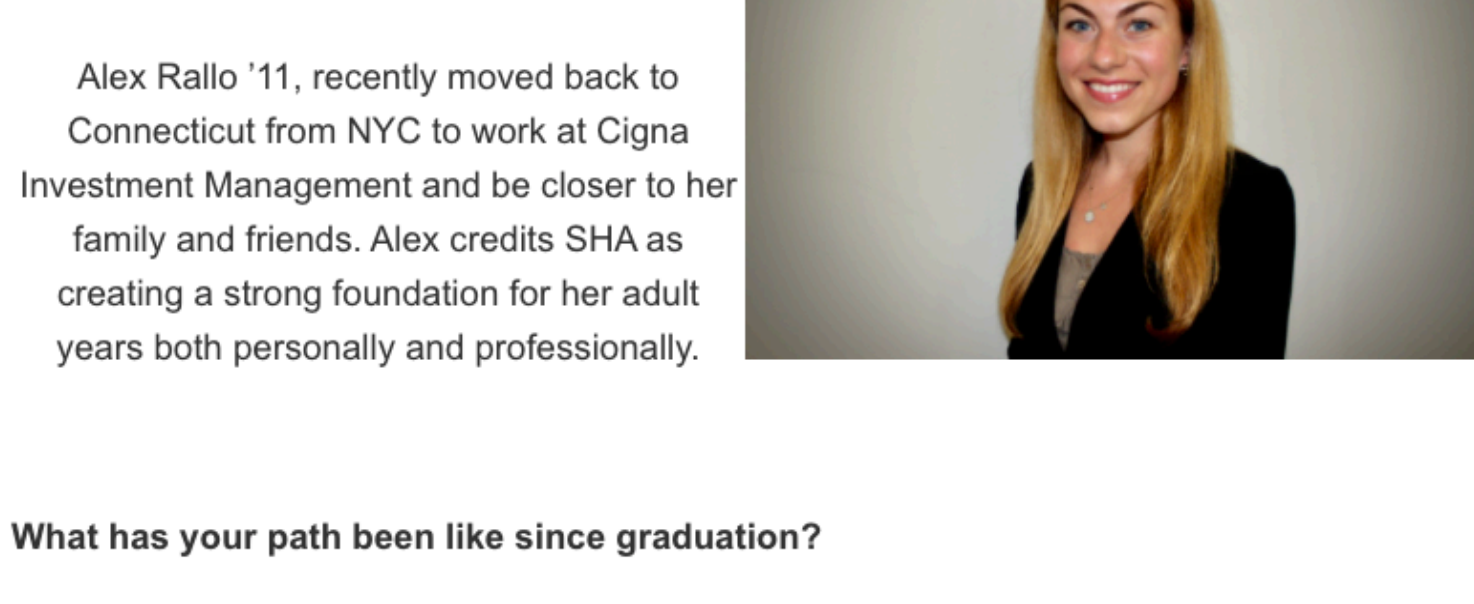 Alex Rallo ’11, recently moved back to
Connecticut from NYC to work at Cigna
Investment Management and be closer to her
family and friends. Alex credits SHA as
creating a strong foundation for her adult
years both personally and professionally.
What has your path been like since graduation?